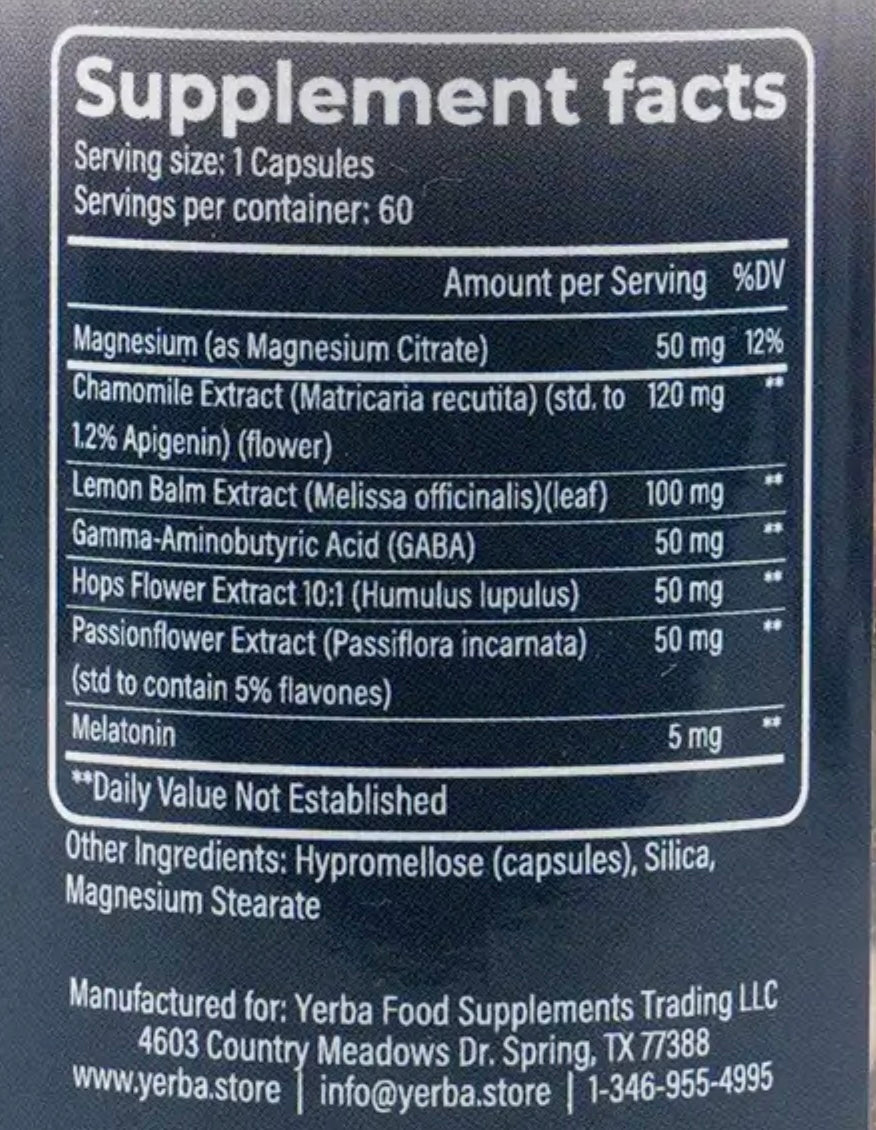 Supplement facts
Serving size: 1 Capsules
Servings per container: 60
Amount per Serving %DV
Magnesium (as Magnesium Citrate) 50 mg 12%
Chamomile Extract (Matricaria recutita) (std. to 120 mg **
1.2% Apigenin) (flower)
Lemon Balm Extract (Melissa officinalis)(leaf) 100 mg **
Gamma-Aminobutyric Acid (GABA) 50 mg **
Hops Flower Extract 10:1 (Humulus lupulus) 50 mg **
Passionflower Extract (Passiflora incarnata) 50 mg **
(std to contain 5% flavones)
Melatonin 5 mg **
**Daily Value Not Established
Other Ingredients: Hypromellose (capsules), Silica,
Magnesium Stearate
Manufactured for: Yerba Food Supplements Trading LLC
4603 Country Meadows Dr. Spring, TX 77388
www.yerba.store | info@yerba.store | 1-346-955-4995